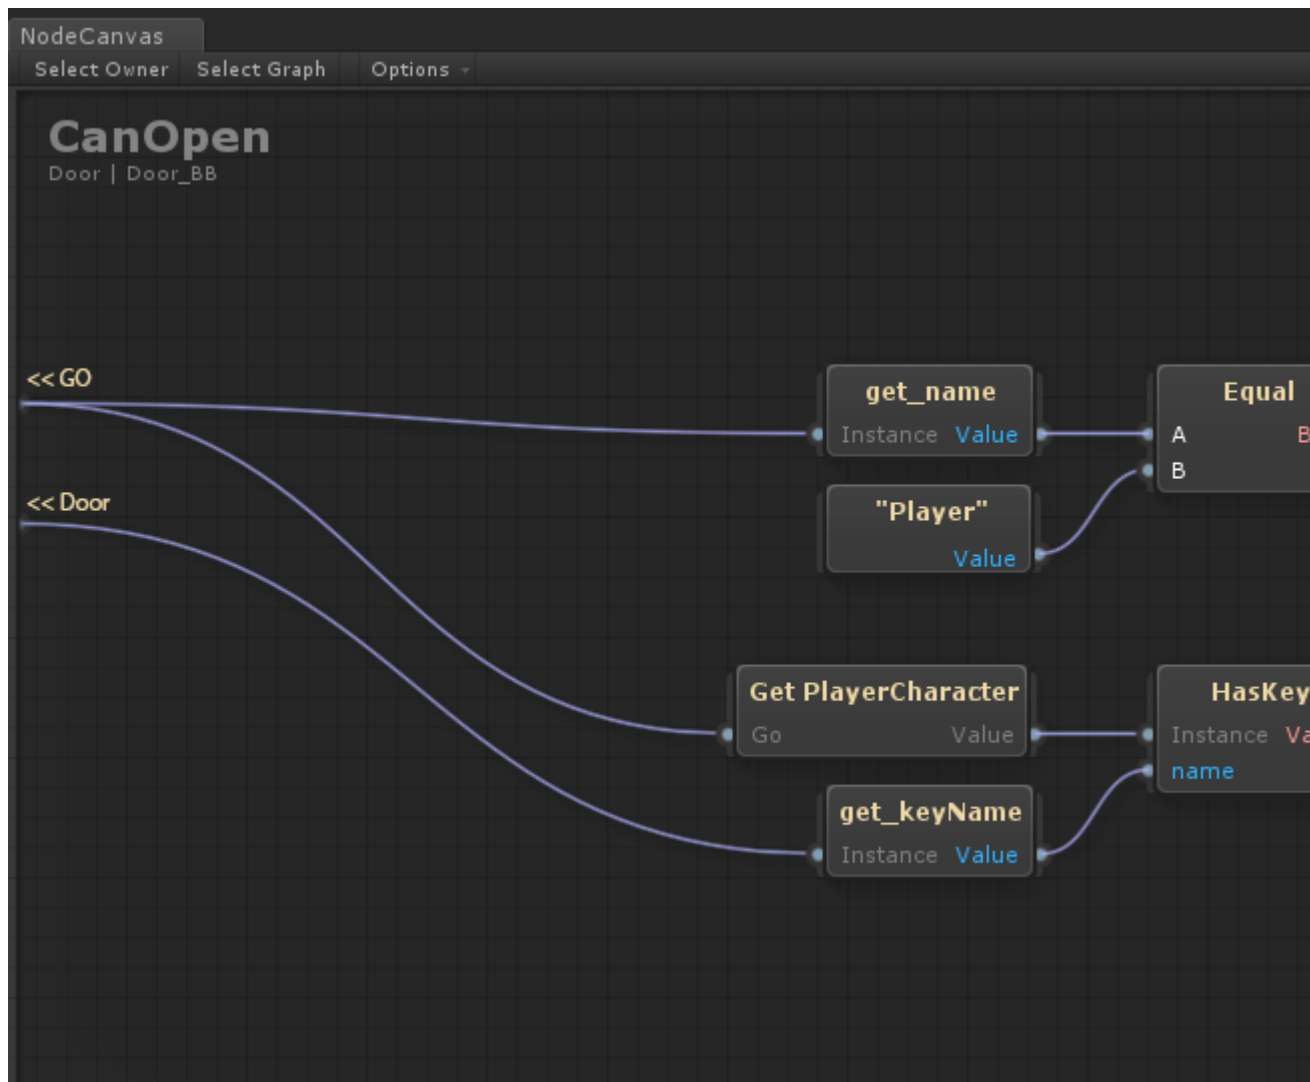 NodeCanvas
Select Owner Select Graph Options
CanOpen
Door | Door_BB
<< GO
get_name
Instance Value
Equal
A
B
"Player"
Value
<< Door
Get PlayerCharacter
Go Value
HasKey
Instance
name
get_keyName
Instance Value